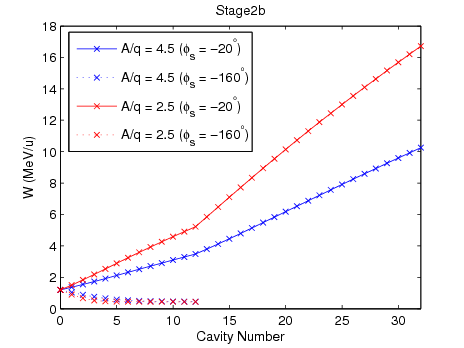 Stage2b
18
16
14
12
10
8
6
4
2
0
W (MeV/u)
A/q = 4.5 (ϕs = −20°)
A/q = 4.5 (ϕs = −160°)
A/q = 2.5 (ϕs = −20°)
A/q = 2.5 (ϕs = −160°)
0 5 10 15 20 25 30
Cavity Number